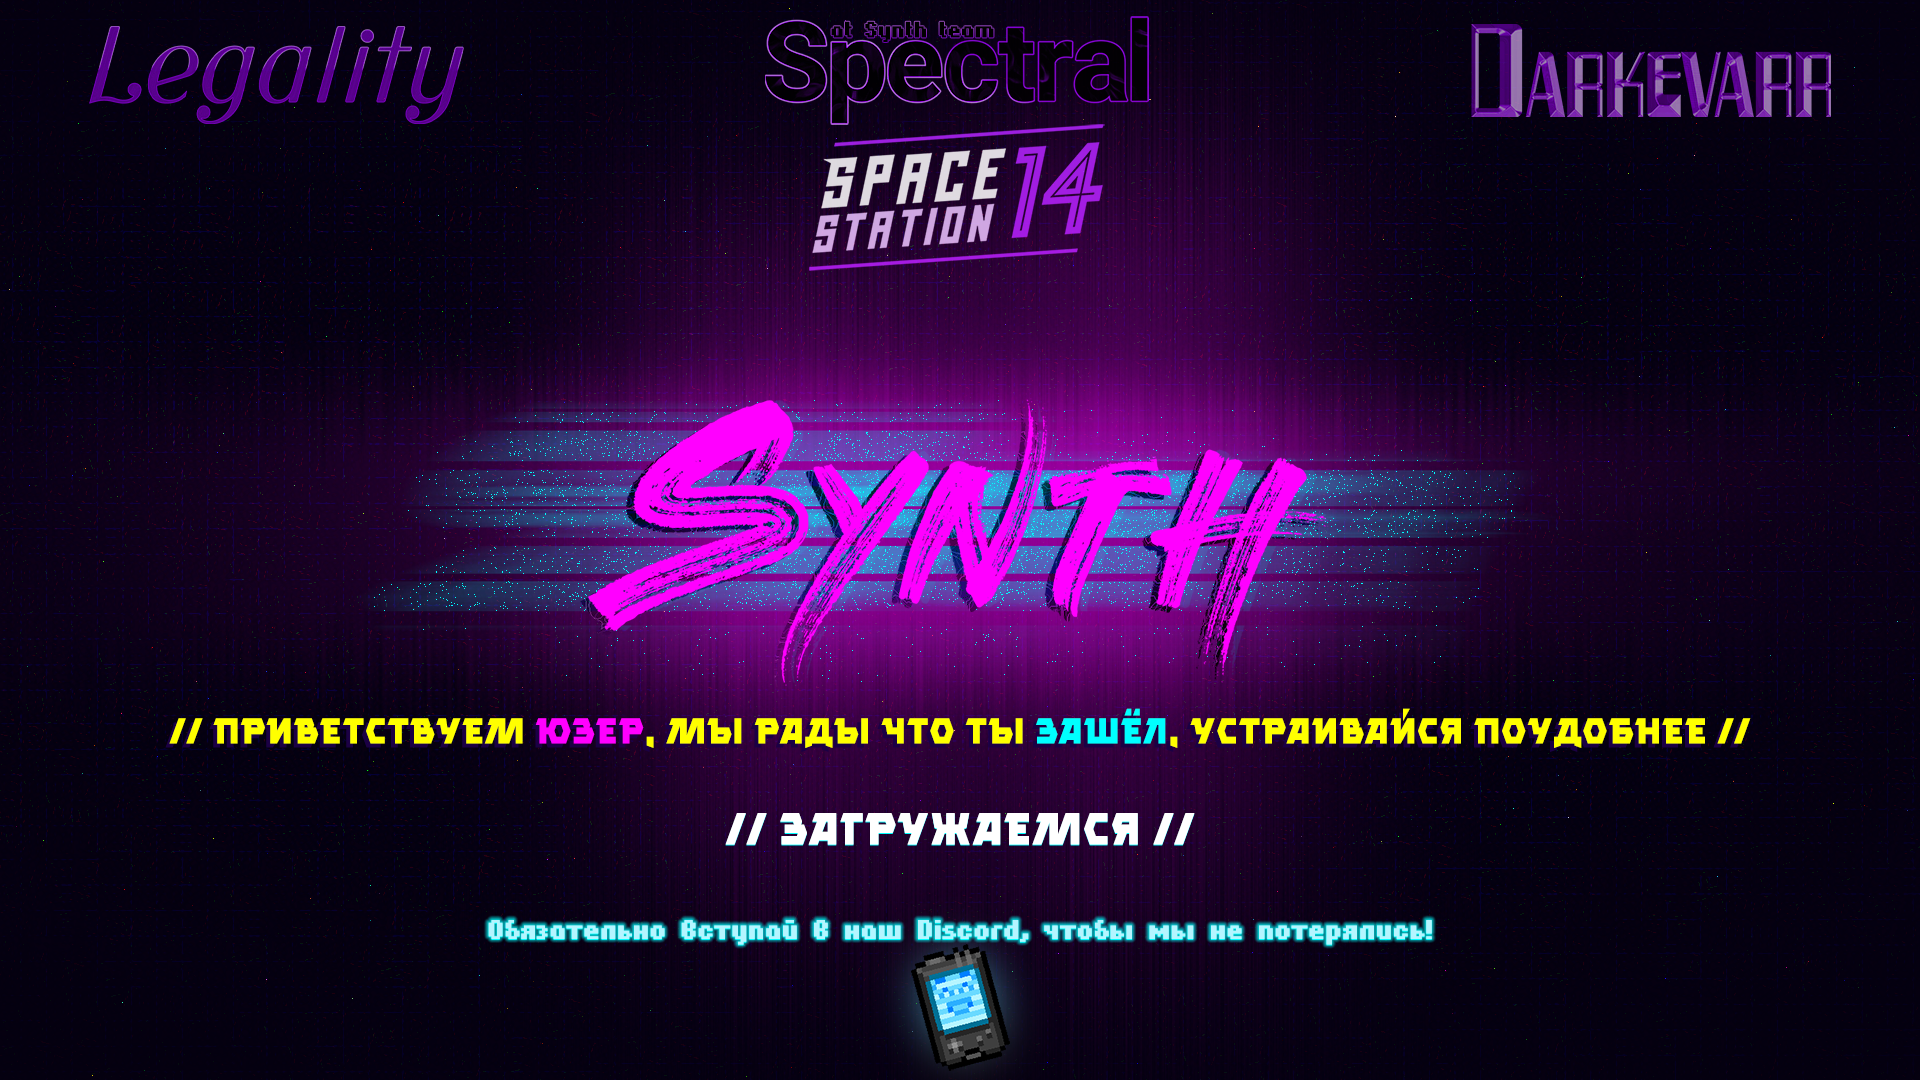 Legality
ot Synth team
Spectral
Darkevarr
SPACE
STATION 14
Synth
// ПРИВЕТСТВУЕМ ЮЗЕР, МЫ РАДЫ ЧТО ТЫ ЗАШЁЛ, УСТРАИВАЙСЯ ПОУДОБНЕЕ //
// ЗАГРУЖАЕМСЯ //
Обязательно вступай в наш Discord, чтобы мы не потерялись!